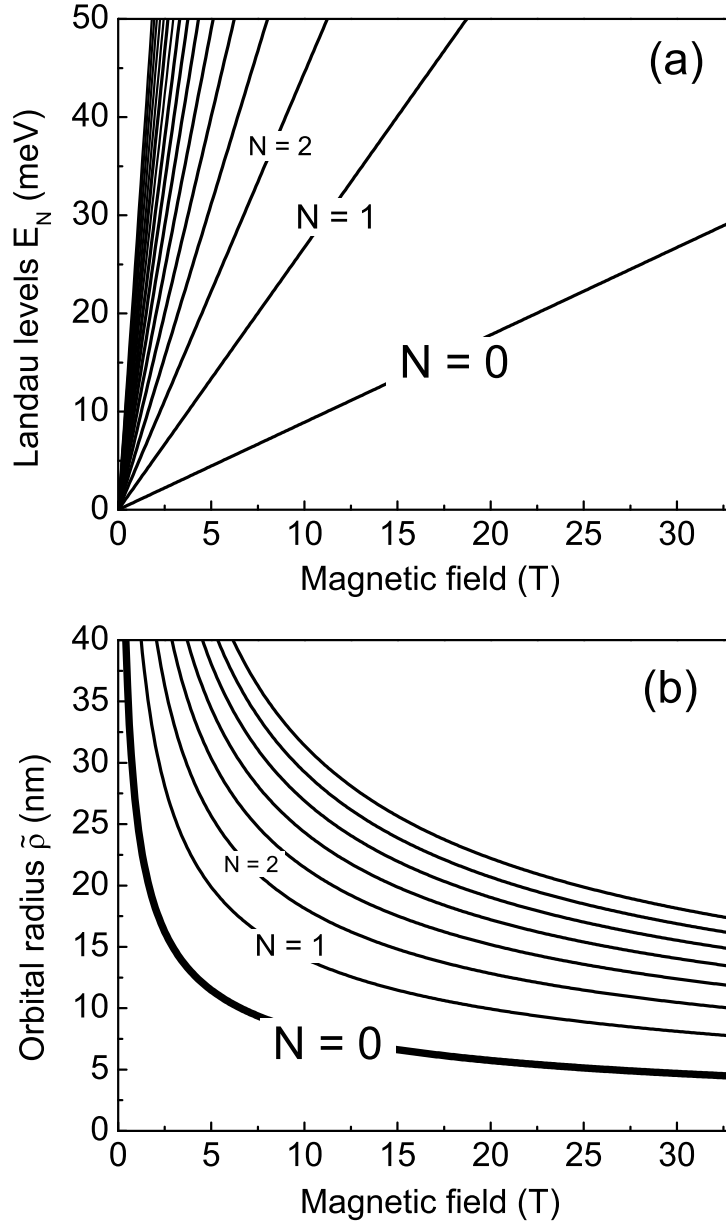 50
40
30
20
10
0
Landau levels E_N (meV)
(a)
N = 2
N = 1
N = 0
0 5 10 15 20 25 30
Magnetic field (T)
40
35
30
25
20
15
10
5
0
Orbital radius ρ̃ (nm)
(b)
N = 2
N = 1
N = 0
0 5 10 15 20 25 30
Magnetic field (T)